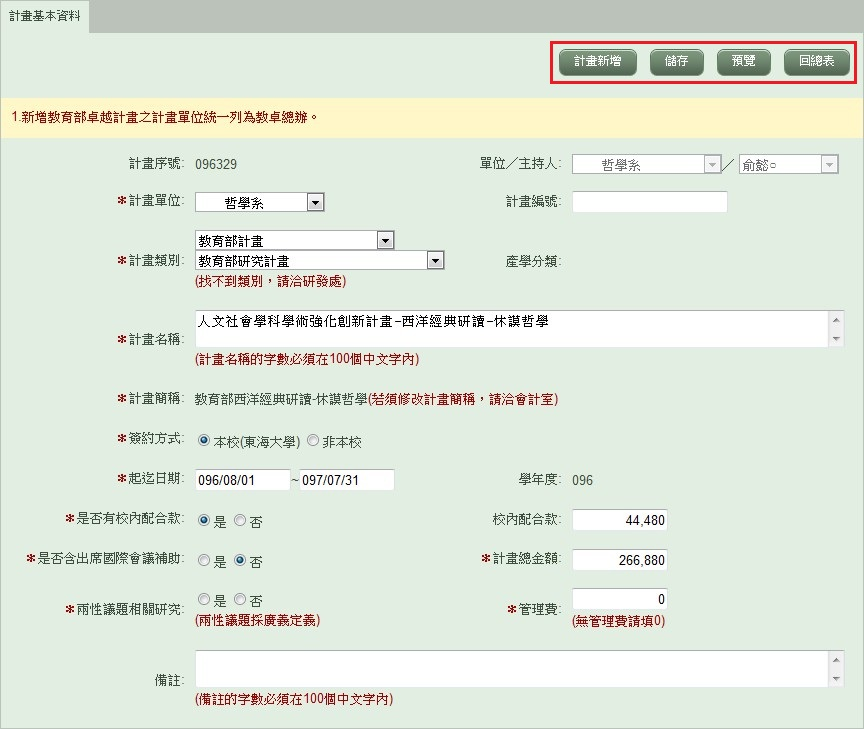 計畫基本資料
計畫新增 儲存 預覽 回總表
1.新增教育部卓越計畫之計畫單位統一列為教卓總辦。
計畫序號: 096329 單位／主持人: 哲學系 ／ 俞懿○
*計畫單位: 哲學系 計畫編號:
教育部計畫
*計畫類別: 教育部研究計畫 產學分類:
(找不到類別，請洽研發處)
人文社會學科學術強化創新計畫-西洋經典研讀-休謨哲學
*計畫名稱:
(計畫名稱的字數必須在100個中文字內)
*計畫簡稱: 教育部西洋經典研讀-休謨哲學(若須修改計畫簡稱，請洽會計室)
*簽約方式: 本校(東海大學) 非本校
*起迄日期: 096/08/01 ~ 097/07/31 學年度: 096
*是否有校內配合款: 是 否 校內配合款: 44,480
*是否含出席國際會議補助: 是 否 *計畫總金額: 266,880
*兩性議題相關研究: 是 否 *管理費: 0
(兩性議題採廣義定義) (無管理費請填0)
備註:
(備註的字數必須在100個中文字內)